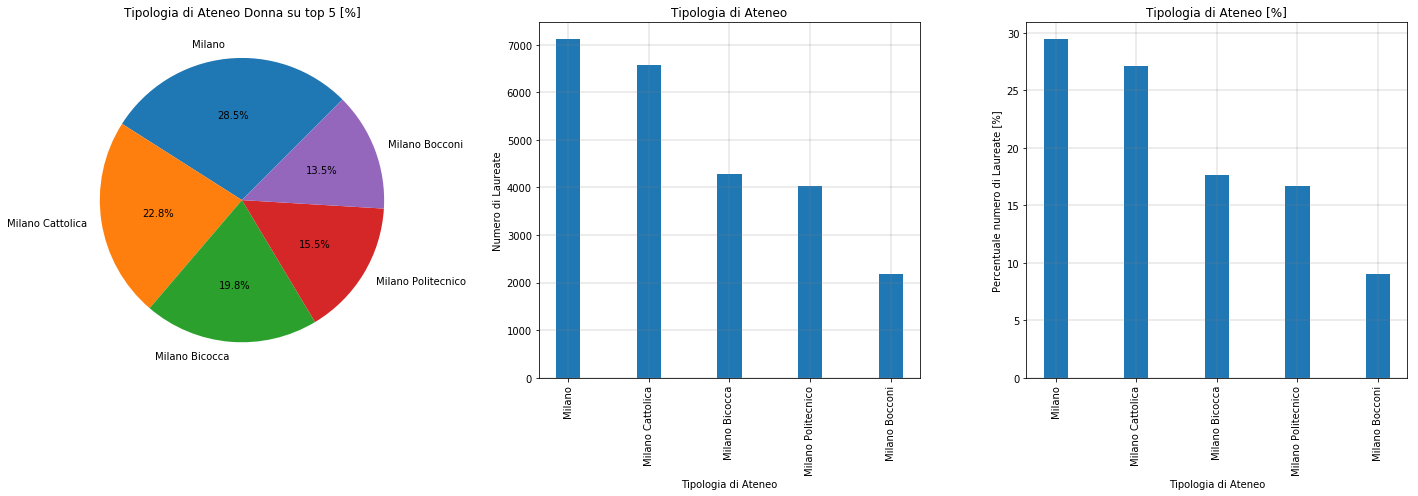 Tipologia di Ateneo Donna su top 5 [%]
Milano
28.5%
Milano Bocconi
13.5%
Milano Cattolica
22.8%
15.5%
Milano Politecnico
19.8%
Milano Bicocca
Tipologia di Ateneo
Numero di Laureate
7000
6000
5000
4000
3000
2000
1000
0
Milano
Milano Cattolica
Milano Bicocca
Milano Politecnico
Milano Bocconi
Tipologia di Ateneo
Tipologia di Ateneo [%]
Percentuale numero di Laureate [%]
30
25
20
15
10
5
0
Milano
Milano Cattolica
Milano Bicocca
Milano Politecnico
Milano Bocconi
Tipologia di Ateneo